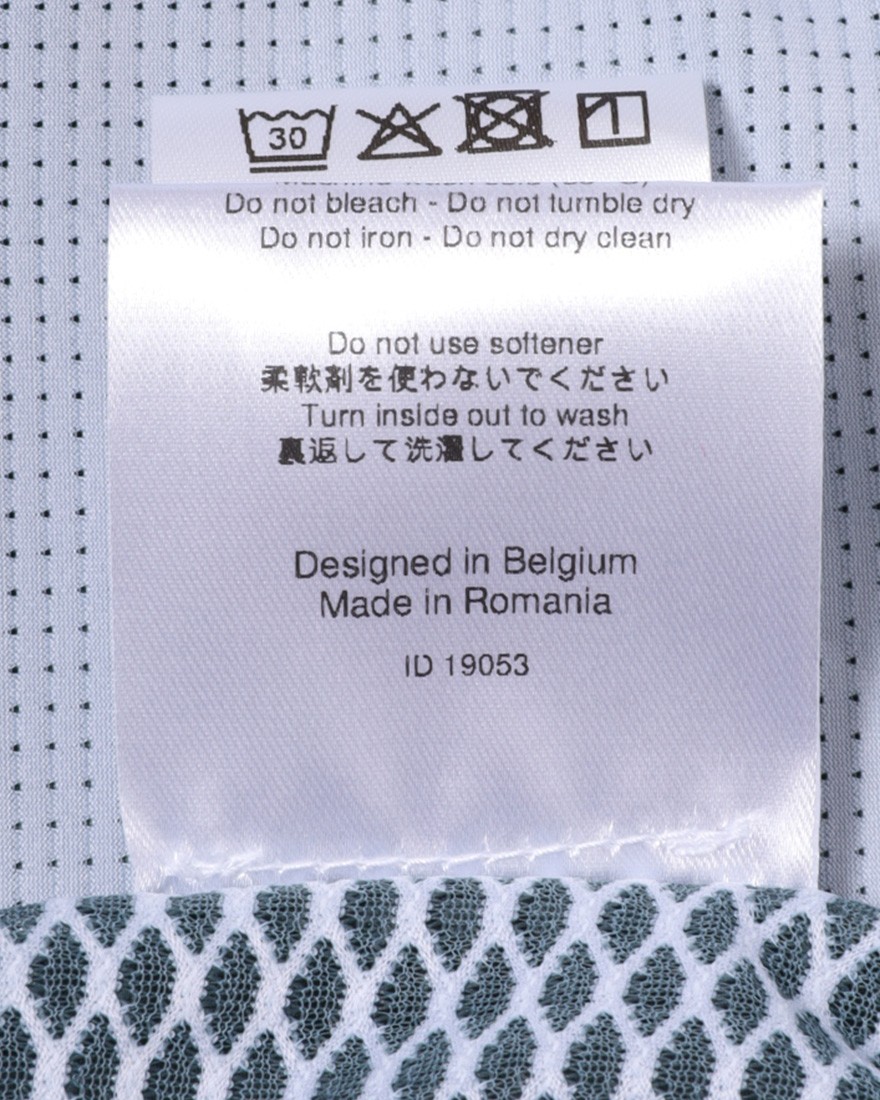 30
Do not bleach - Do not tumble dry
Do not iron - Do not dry clean
Do not use softener
柔軟剤を使わないでください
Turn inside out to wash
裏返して洗濯してください
Designed in Belgium
Made in Romania
ID 19053